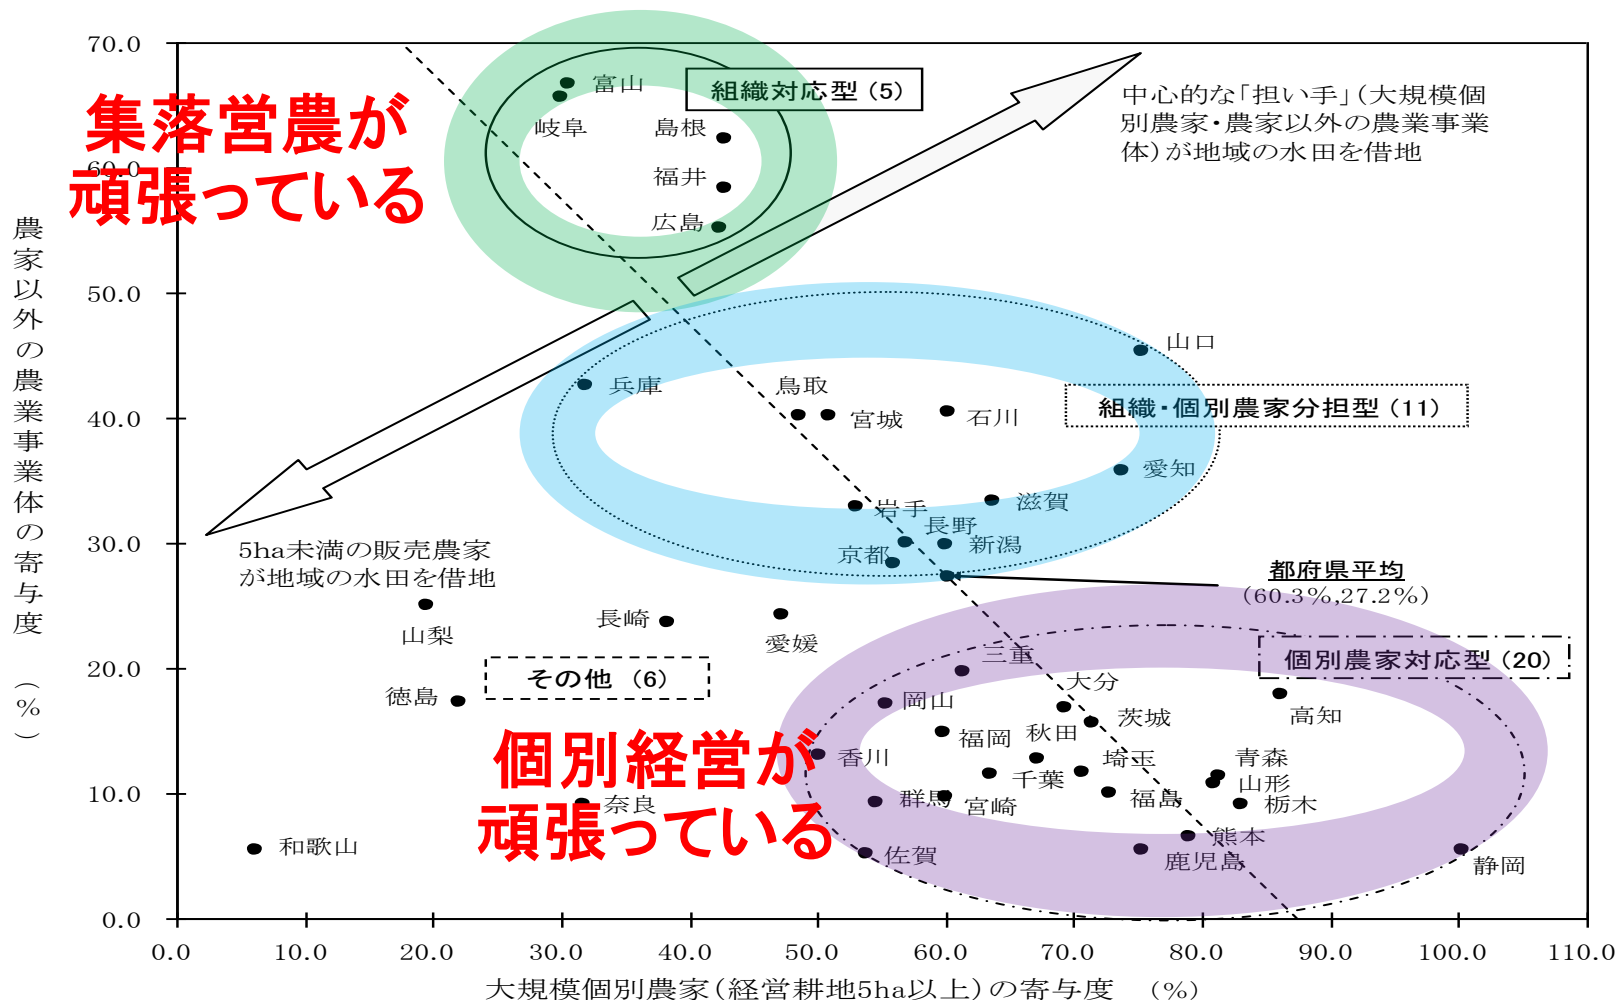 70.0
60.0
50.0
40.0
30.0
20.0
10.0
0.0
農家以外の農業事業体の寄与度 (%)
集落営農が
頑張っている
富山
岐阜
島根
福井
広島
組織対応型(5)
中心的な「担い手」(大規模個
別農家・農家以外の農業事業
体)が地域の水田を借地
山口
兵庫
鳥取
宮城
石川
組織・個別農家分担型(11)
愛知
滋賀
岩手
長野
新潟
京都
5ha未満の販売農家
が地域の水田を借地
都府県平均
(60.3%,27.2%)
山梨
長崎
愛媛
徳島
その他 (6)
三重
個別農家対応型(20)
大分
岡山
茨城
高知
福岡
秋田
個別経営が
頑張っている
香川
千葉
埼玉
青森
山形
奈良
群馬
宮崎
福島
栃木
和歌山
佐賀
熊本
鹿児島
静岡
0.0 10.0 20.0 30.0 40.0 50.0 60.0 70.0 80.0 90.0 100.0 110.0
大規模個別農家(経営耕地5ha以上)の寄与度 (%)